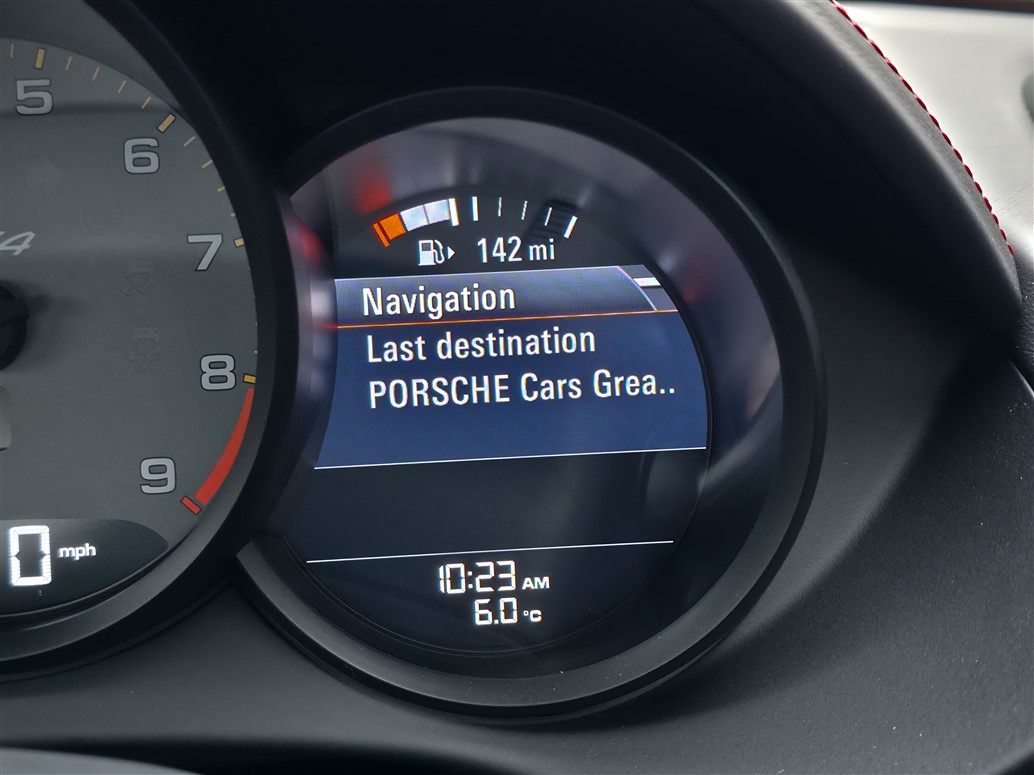 5
6
7
4
8
9
0 mph
142 mi
Navigation
Last destination
PORSCHE Cars Grea..
10:23 AM
6.0 °C